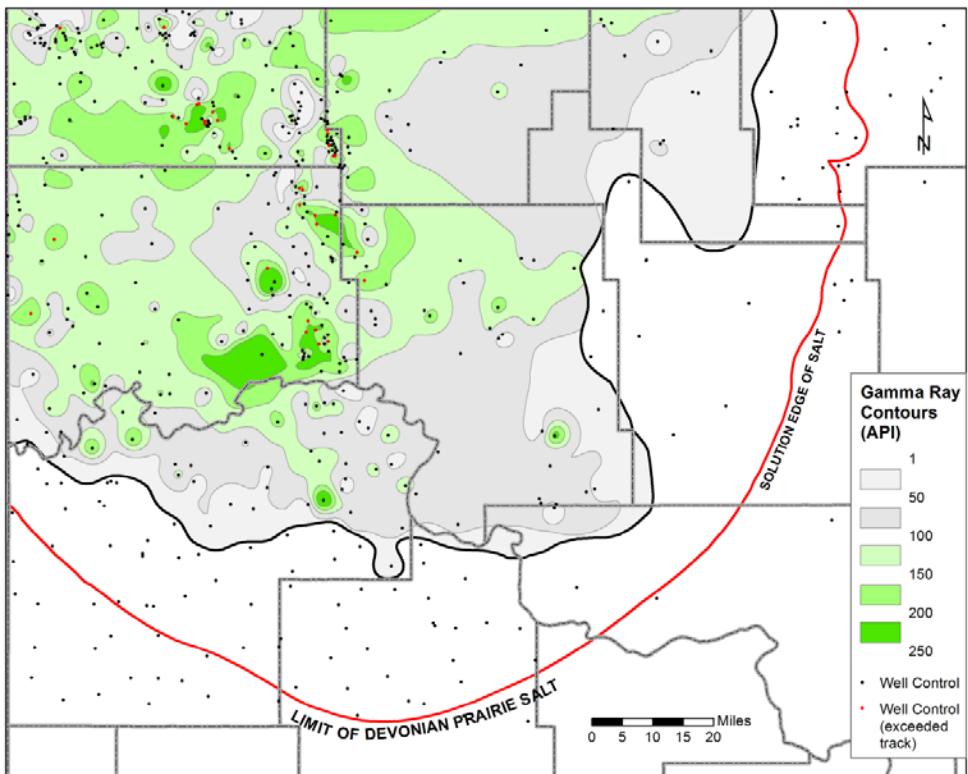 N
SOLUTION EDGE OF SALT
Gamma Ray
Contours
(API)
1
50
100
150
200
250
Well Control
Well Control
(exceeded
track)
LIMIT OF DEVONIAN PRAIRIE SALT
Miles
0 5 10 15 20